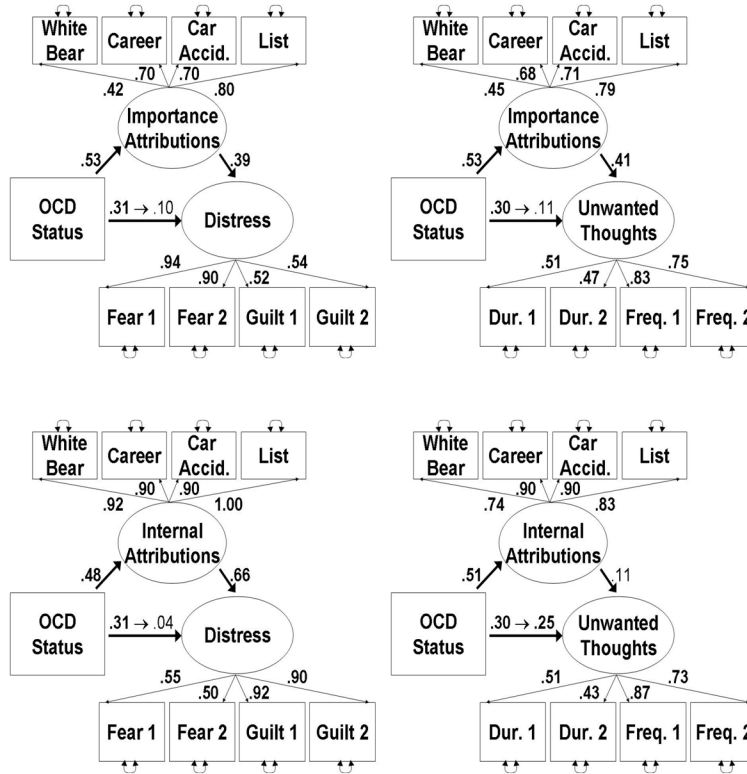 White Bear
Career
Car Accid.
List
.42
.70
.70
.80
Importance Attributions
.53
.39
OCD Status
.31 → .10
Distress
.94
.90
.52
.54
Fear 1
Fear 2
Guilt 1
Guilt 2
White Bear
Career
Car Accid.
List
.45
.68
.71
.79
Importance Attributions
.53
.41
OCD Status
.30 → .11
Unwanted Thoughts
.51
.47
.83
.75
Dur. 1
Dur. 2
Freq. 1
Freq. 2
White Bear
Career
Car Accid.
List
.92
.90
.90
1.00
Internal Attributions
.48
.66
OCD Status
.31 → .04
Distress
.55
.50
.92
.90
Fear 1
Fear 2
Guilt 1
Guilt 2
White Bear
Career
Car Accid.
List
.74
.90
.90
.83
Internal Attributions
.51
.11
OCD Status
.30 → .25
Unwanted Thoughts
.51
.43
.87
.73
Dur. 1
Dur. 2
Freq. 1
Freq. 2